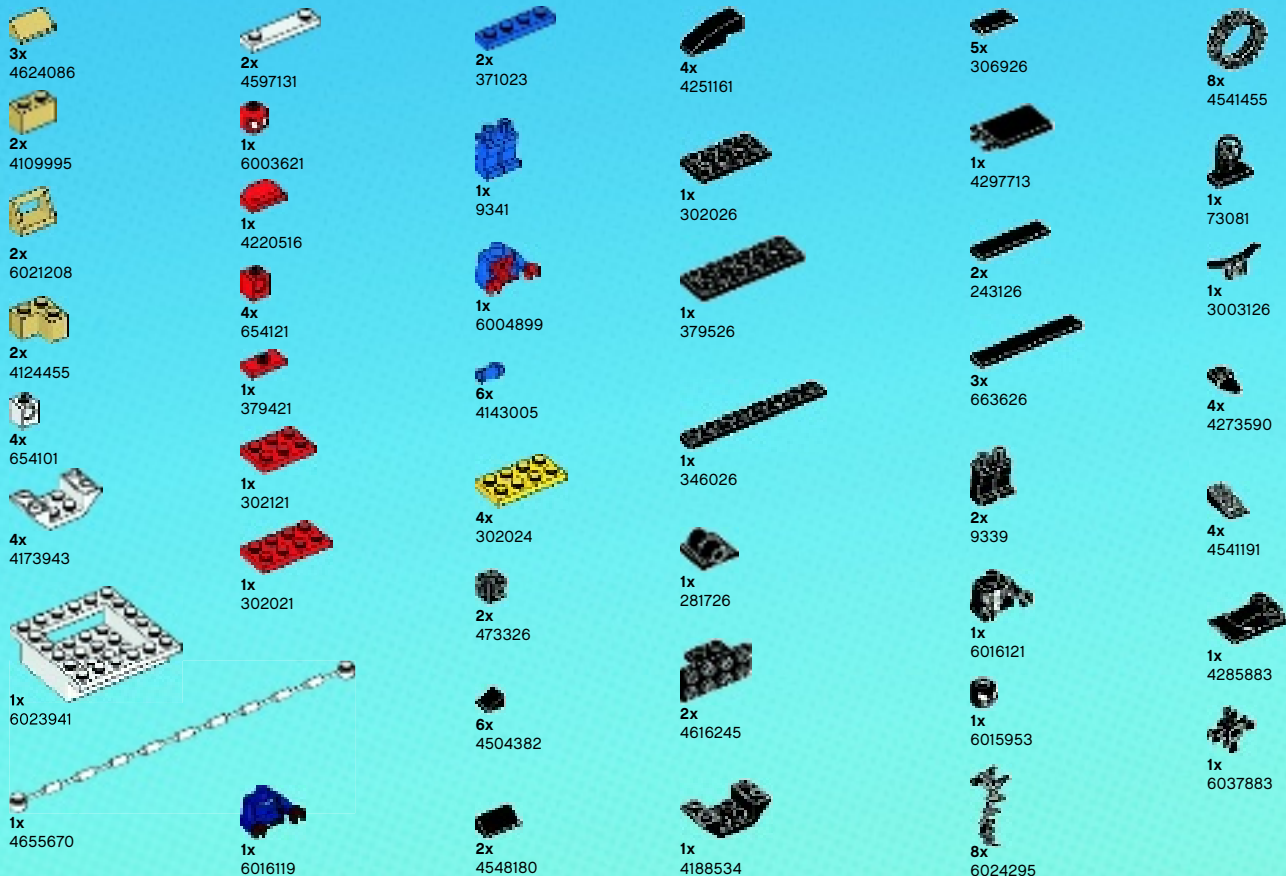 3x
4624086
2x
4109995
2x
6021208
2x
4124455
4x
654101
4x
4173943
1x
6023941
1x
4655670
2x
4597131
1x
6003621
1x
4220516
4x
654121
1x
379421
1x
302121
1x
302021
1x
6016119
2x
371023
1x
9341
1x
6004899
6x
4143005
4x
302024
2x
473326
6x
4504382
2x
4548180
4x
4251161
1x
302026
1x
379526
1x
346026
1x
281726
2x
4616245
1x
4188534
5x
306926
1x
4297713
2x
243126
3x
663626
2x
9339
1x
6016121
1x
6015953
8x
6024295
8x
4541455
1x
73081
1x
3003126
4x
4273590
4x
4541191
1x
4285883
1x
6037883